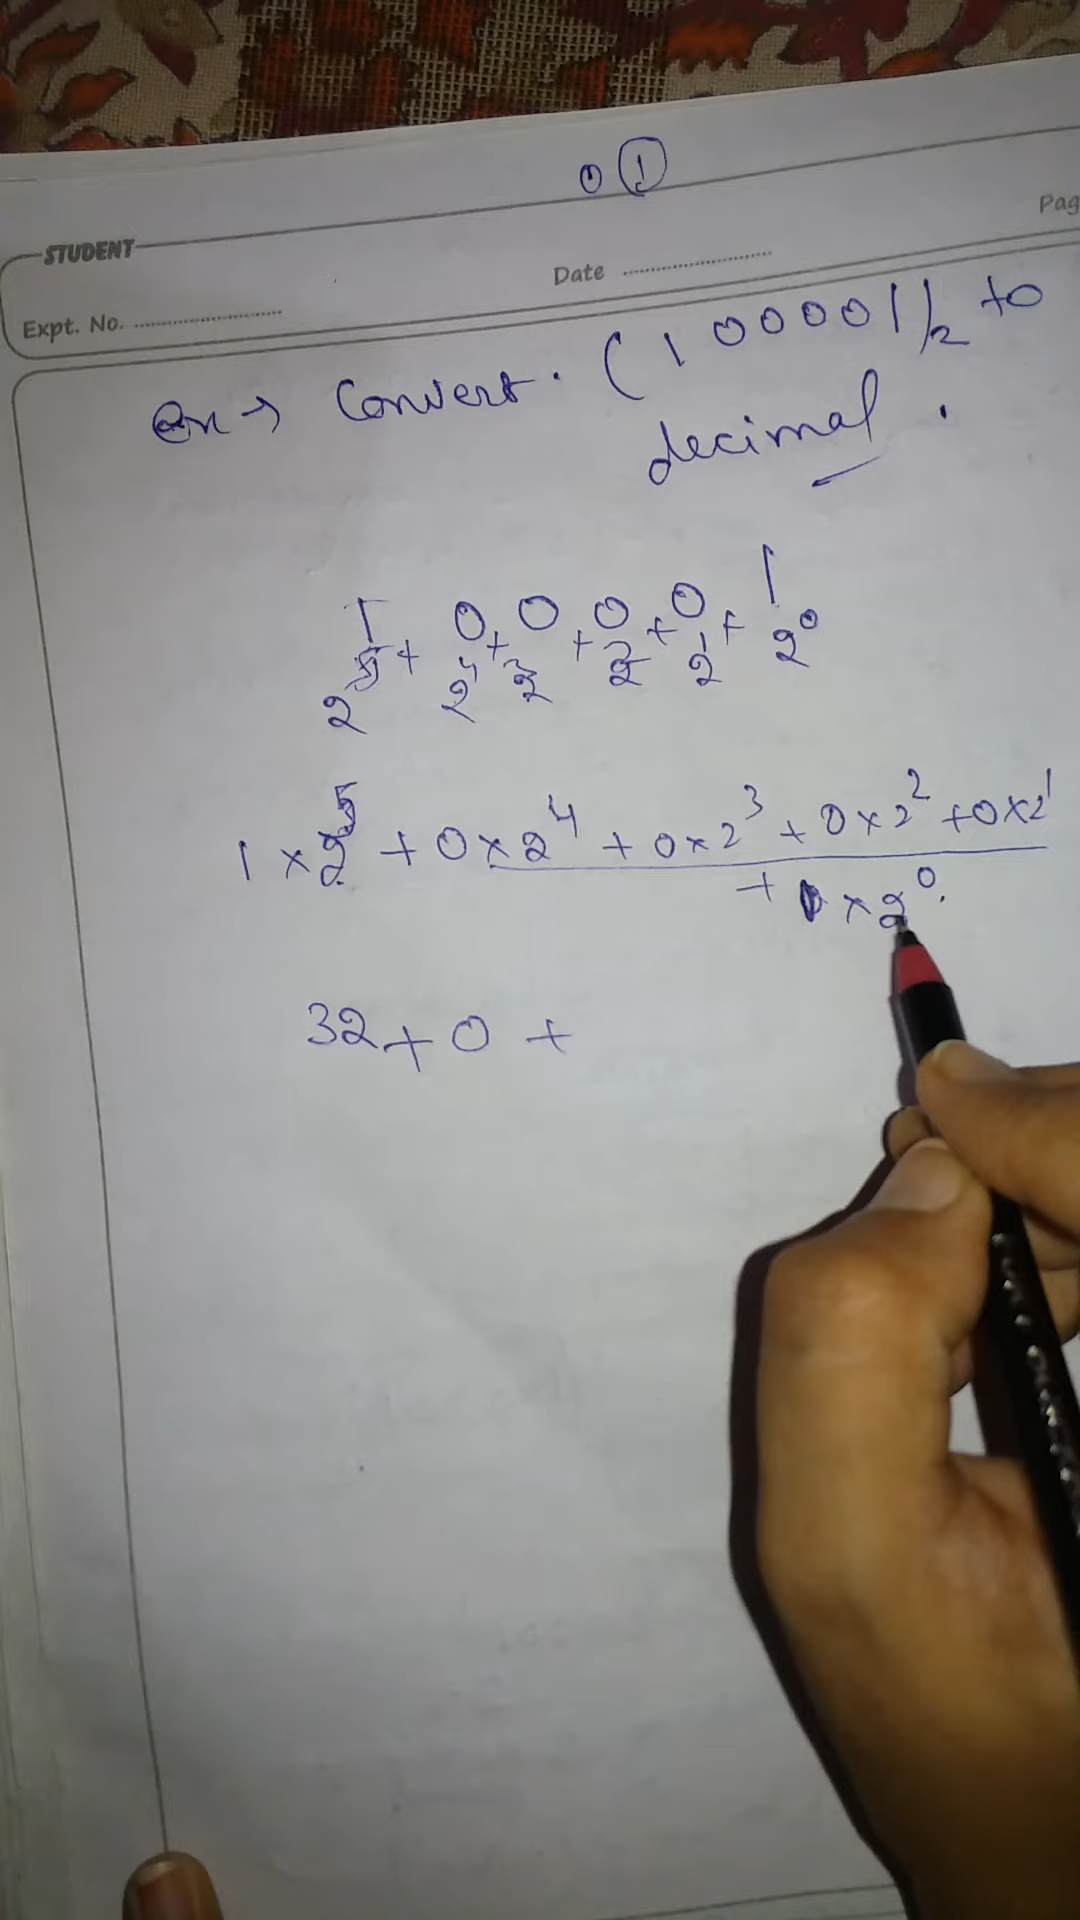 0 1
STUDENT
Pag
Date
Expt. No.
Ex → Convert. (100001)₂ to
decimal.
1 0 0 0 0 1
2⁵ + 2⁴ + 2³ + 2² + 2¹ + 2⁰
1 × 2⁵ + 0 × 2⁴ + 0 × 2³ + 0 × 2² + 0 × 2¹
+ 1 × 2⁰.
32 + 0 +